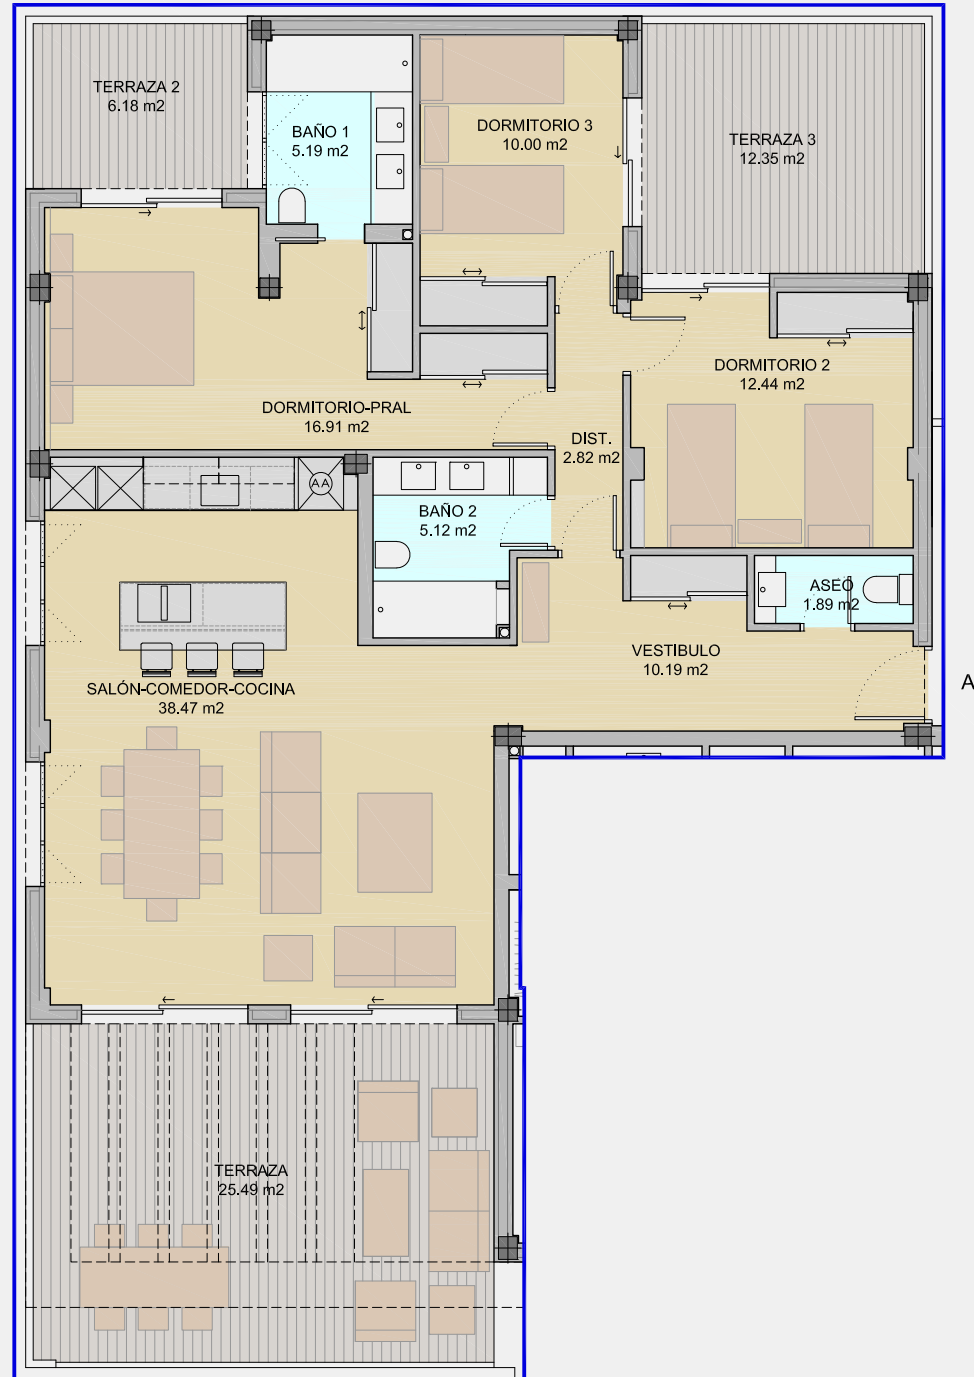 TERRAZA 2
6.18 m2
BAÑO 1
5.19 m2
DORMITORIO 3
10.00 m2
TERRAZA 3
12.35 m2
DORMITORIO 2
12.44 m2
DORMITORIO-PRAL
16.91 m2
DIST.
2.82 m2
AA
BAÑO 2
5.12 m2
ASEO
1.89 m2
VESTIBULO
10.19 m2
A
SALÓN-COMEDOR-COCINA
38.47 m2
TERRAZA
25.49 m2